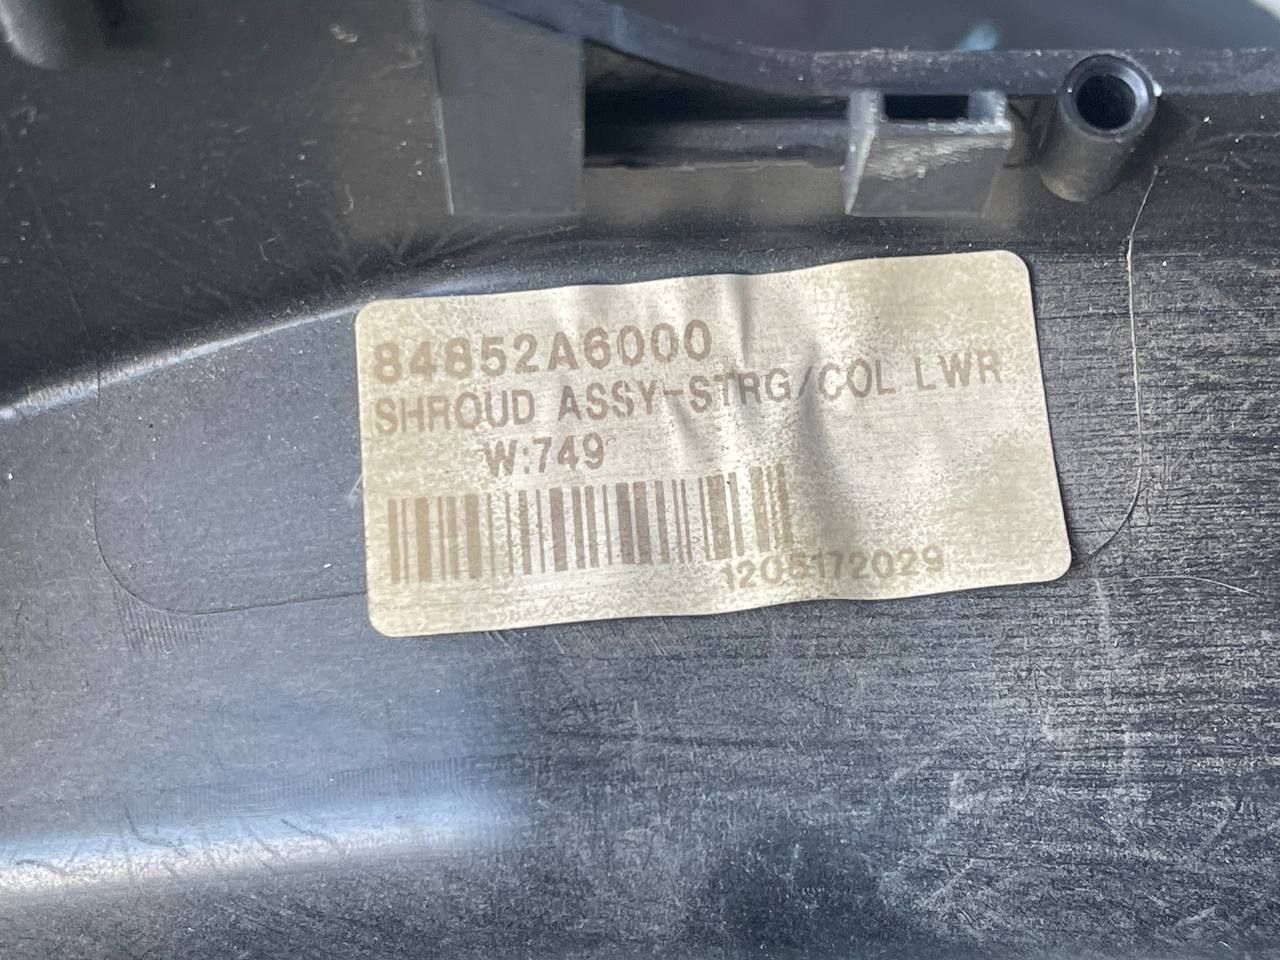 84852A6000
SHROUD ASSY-STRG/COL LWR
W:749
1205172029